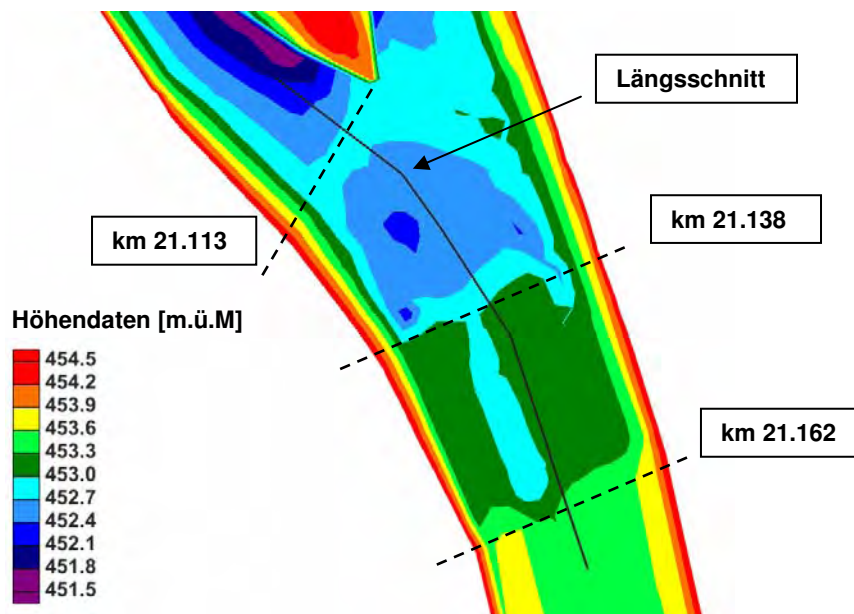 Längsschnitt
km 21.113
km 21.138
Höhendaten [m.ü.M]
454.5
454.2
453.9
453.6
453.3
453.0
452.7
452.4
452.1
451.8
451.5
km 21.162